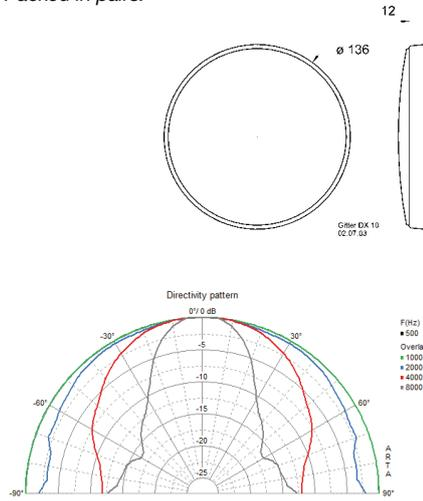 Packed in pairs.
12
ø 136
Gitter DX 10
02.07.03
Directivity pattern
0°/ 0 dB
-30°
30°
-5
-10
-60°
60°
-15
-20
-25
-90°
90°
F(Hz)
500
Overla
1000
2000
4000
8000
A
R
T
A